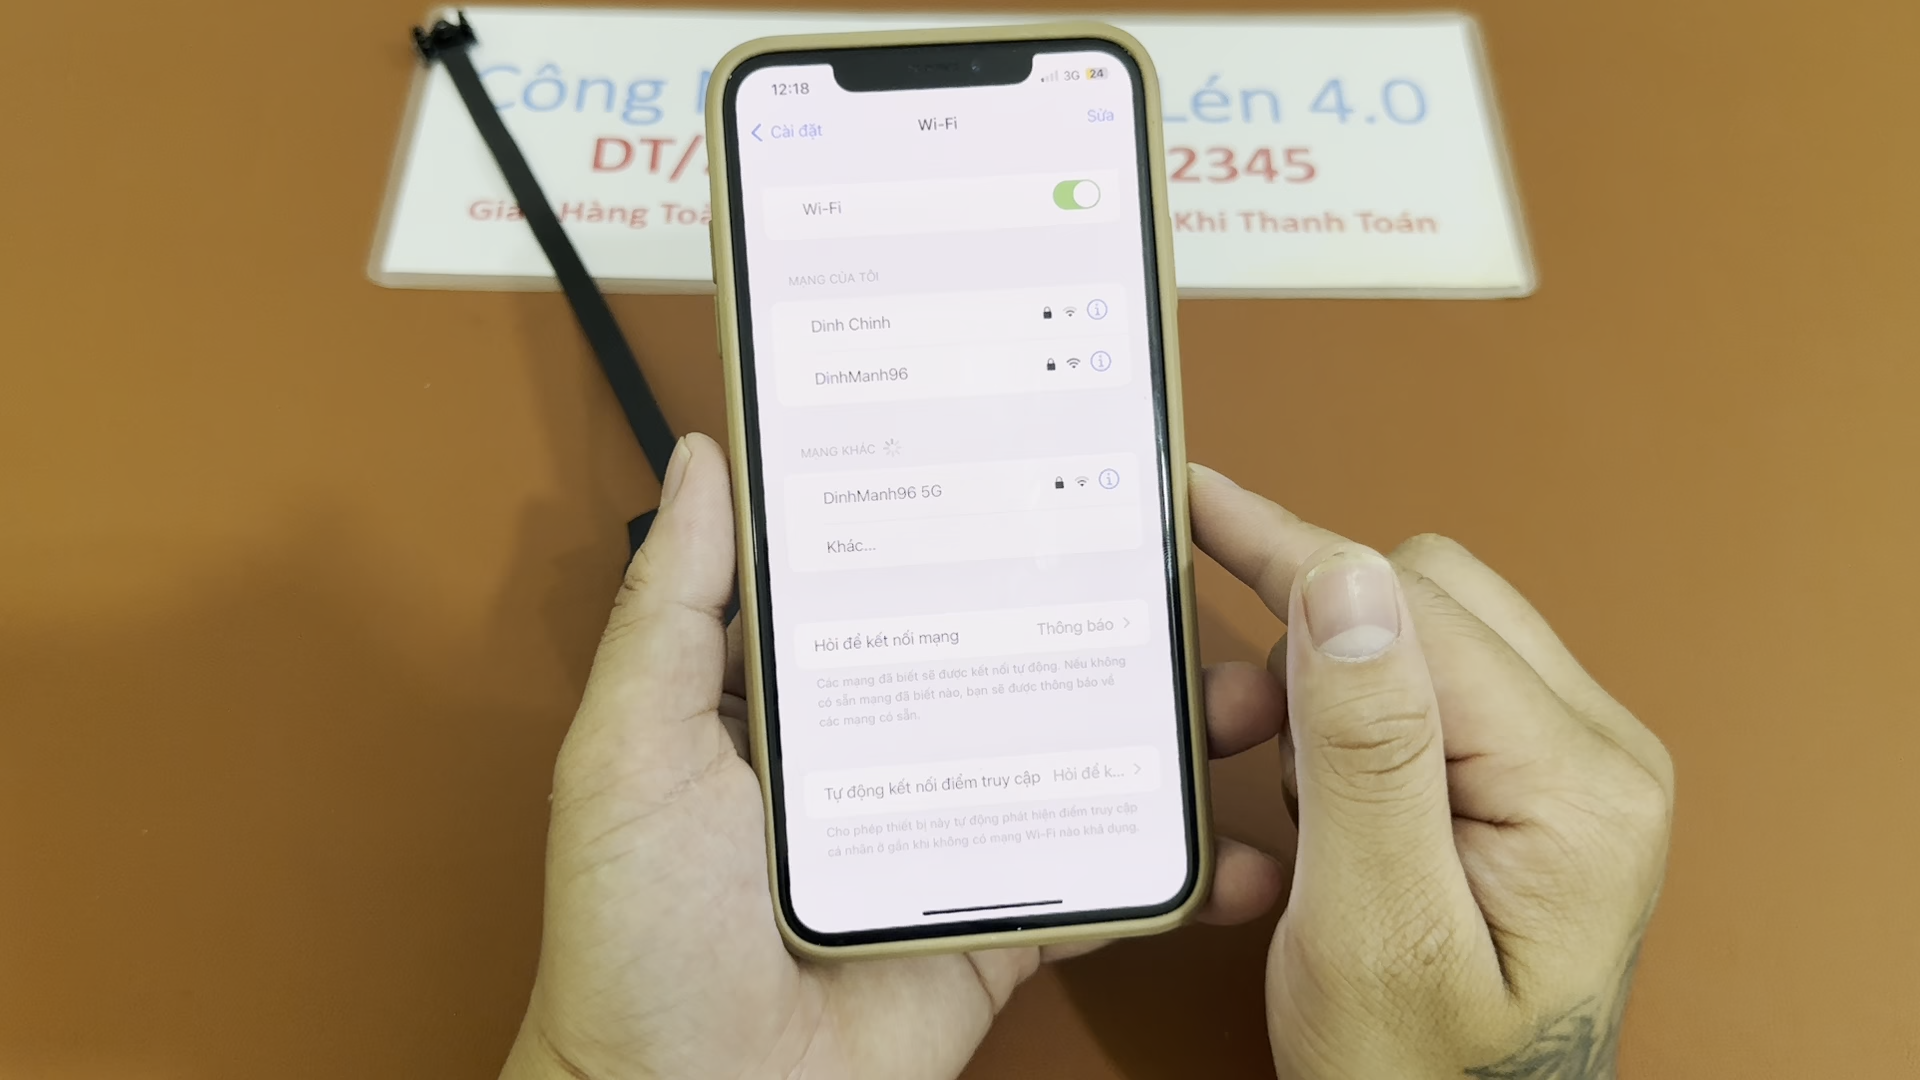 Công Lén 4.0
DT/ 2345
Hàng Khi Thanh Toán
12:18 3G 24
Cài đặt Wi-Fi Sửa
Wi-Fi
MẠNG CỦA TÔI
Dinh Chinh
DinhManh96
MẠNG KHÁC
DinhManh96 5G
Khác...
Hỏi để kết nối mạng Thông báo
Các mạng đã biết sẽ được kết nối tự động. Nếu không
có sẵn mạng đã biết nào, bạn sẽ được thông báo về
các mạng có sẵn.
Tự động kết nối điểm truy cập Hỏi để k...
Cho phép thiết bị này tự động phát hiện điểm truy cập
cá nhân ở gần khi không có mạng Wi-Fi nào khả dụng.